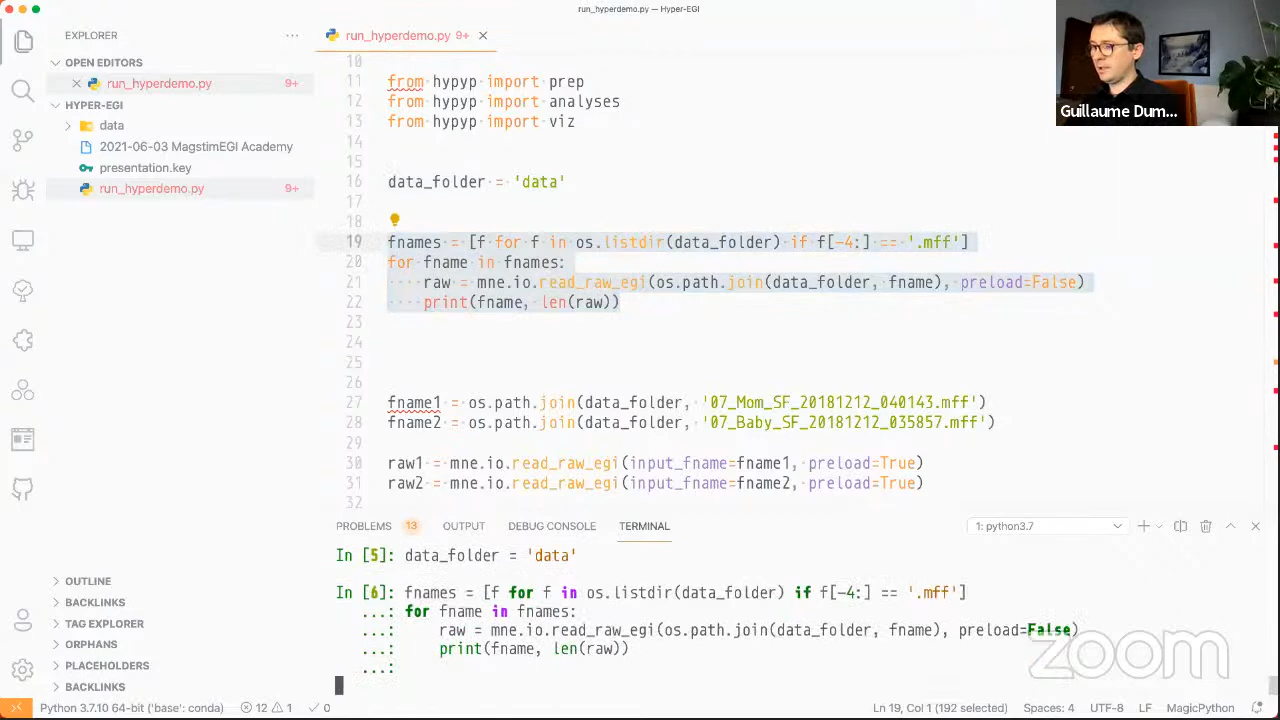 run_hyperdemo.py — Hyper-EGI
EXPLORER
run_hyperdemo.py 9+
OPEN EDITORS
run_hyperdemo.py 9+
HYPER-EGI
data
2021-06-03 MagstimEGI Academy
presentation.key
run_hyperdemo.py 9+
OUTLINE
BACKLINKS
TAG EXPLORER
ORPHANS
PLACEHOLDERS
BACKLINKS
10
11 from hypyp import prep
12 from hypyp import analyses
13 from hypyp import viz
14
15
16 data_folder = 'data'
17
18
19 fnames = [f for f in os.listdir(data_folder) if f[-4:] == '.mff']
20 for fname in fnames:
21 raw = mne.io.read_raw_egi(os.path.join(data_folder, fname), preload=False)
22 print(fname, len(raw))
23
24
25
26
27 fname1 = os.path.join(data_folder, '07_Mom_SF_20181212_040143.mff')
28 fname2 = os.path.join(data_folder, '07_Baby_SF_20181212_035857.mff')
29
30 raw1 = mne.io.read_raw_egi(input_fname=fname1, preload=True)
31 raw2 = mne.io.read_raw_egi(input_fname=fname2, preload=True)
32
Guillaume Dum...
PROBLEMS 13 OUTPUT DEBUG CONSOLE TERMINAL 1: python3.7
In [5]: data_folder = 'data'
In [6]: fnames = [f for f in os.listdir(data_folder) if f[-4:] == '.mff']
...: for fname in fnames:
...: raw = mne.io.read_raw_egi(os.path.join(data_folder, fname), preload=False)
...: print(fname, len(raw))
...:
zoom
Python 3.7.10 64-bit ('base': conda) 12 1 0 Ln 19, Col 1 (192 selected) Spaces: 4 UTF-8 LF MagicPython